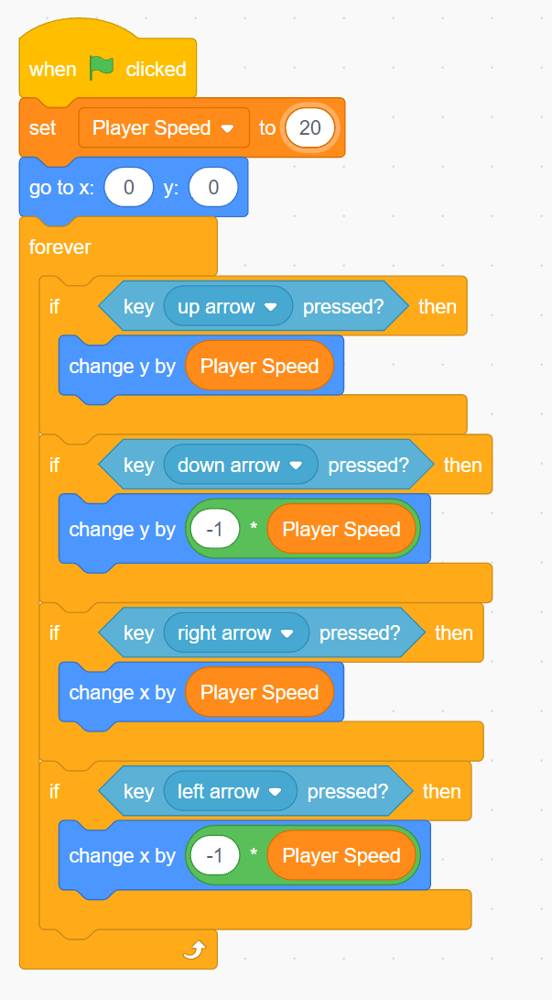 when clicked
set Player Speed to 20
go to x: 0 y: 0
forever
if key up arrow pressed? then
change y by Player Speed
if key down arrow pressed? then
change y by -1 * Player Speed
if key right arrow pressed? then
change x by Player Speed
if key left arrow pressed? then
change x by -1 * Player Speed